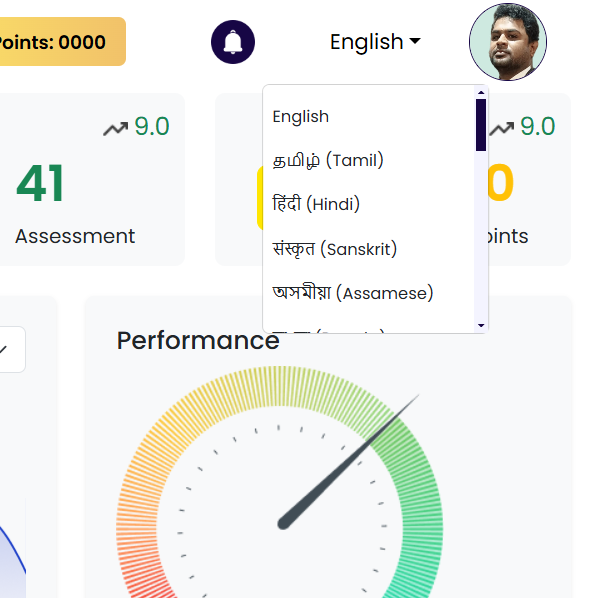 Points: 0000
English
9.0
9.0
41
0
Assessment
oints
English
தமிழ் (Tamil)
हिंदी (Hindi)
संस्कृत (Sanskrit)
অসমীয়া (Assamese)
Performance